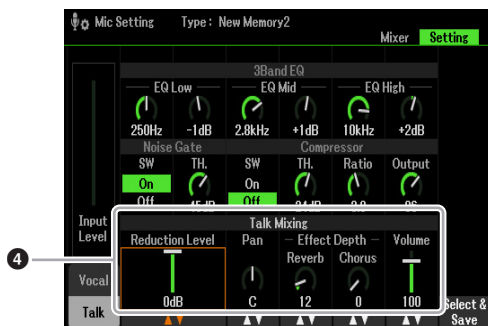 Mic Setting Type : New Memory2
Mixer Setting
3Band EQ
EQ Low EQ Mid EQ High
250Hz -1dB 2.8kHz +1dB 10kHz +2dB
Noise Gate Compressor
SW TH. SW TH. Ratio Output
On On
Off Off
Input Level
Talk Mixing
Reduction Level Pan Effect Depth Volume
Reverb Chorus
4
Vocal
0dB C 12 0 100
Talk
Select & Save